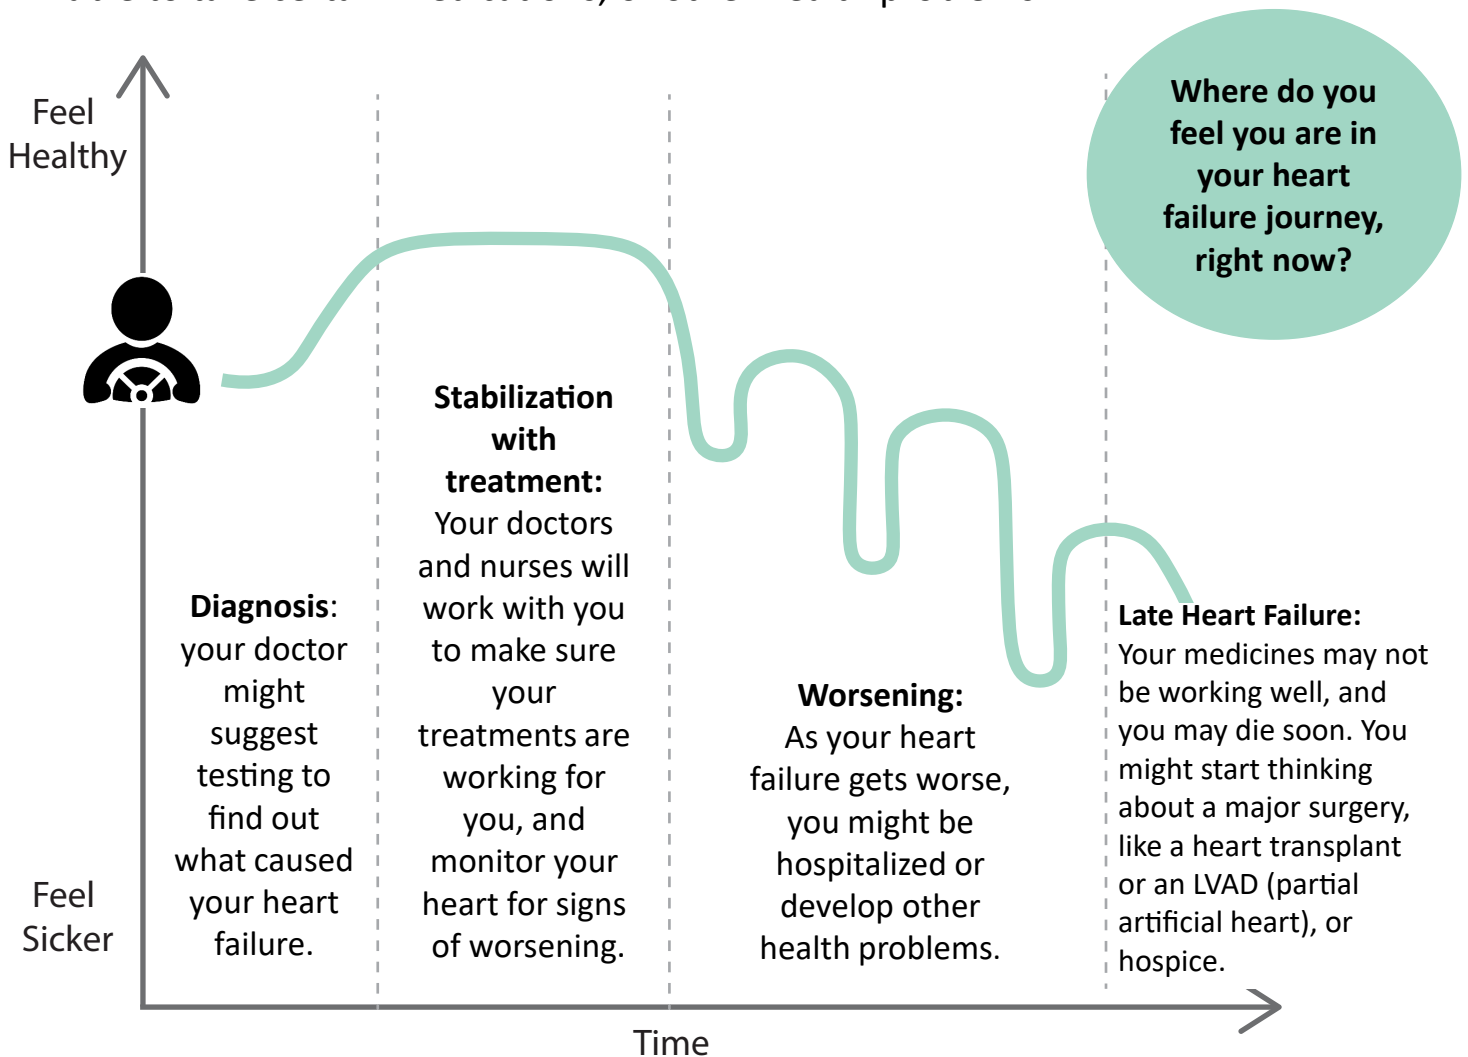 Feel
Healthy
Where do you
feel you are in
your heart
failure journey,
right now?
Diagnosis:
your doctor
might
suggest
testing to
find out
what caused
your heart
failure.
Stabilization
with
treatment:
Your doctors
and nurses will
work with you
to make sure
your
treatments are
working for
you, and
monitor your
heart for signs
of worsening.
Worsening:
As your heart
failure gets worse,
you might be
hospitalized or
develop other
health problems.
Late Heart Failure:
Your medicines may not
be working well, and
you may die soon. You
might start thinking
about a major surgery,
like a heart transplant
or an LVAD (partial
artificial heart), or
hospice.
Feel
Sicker
Time